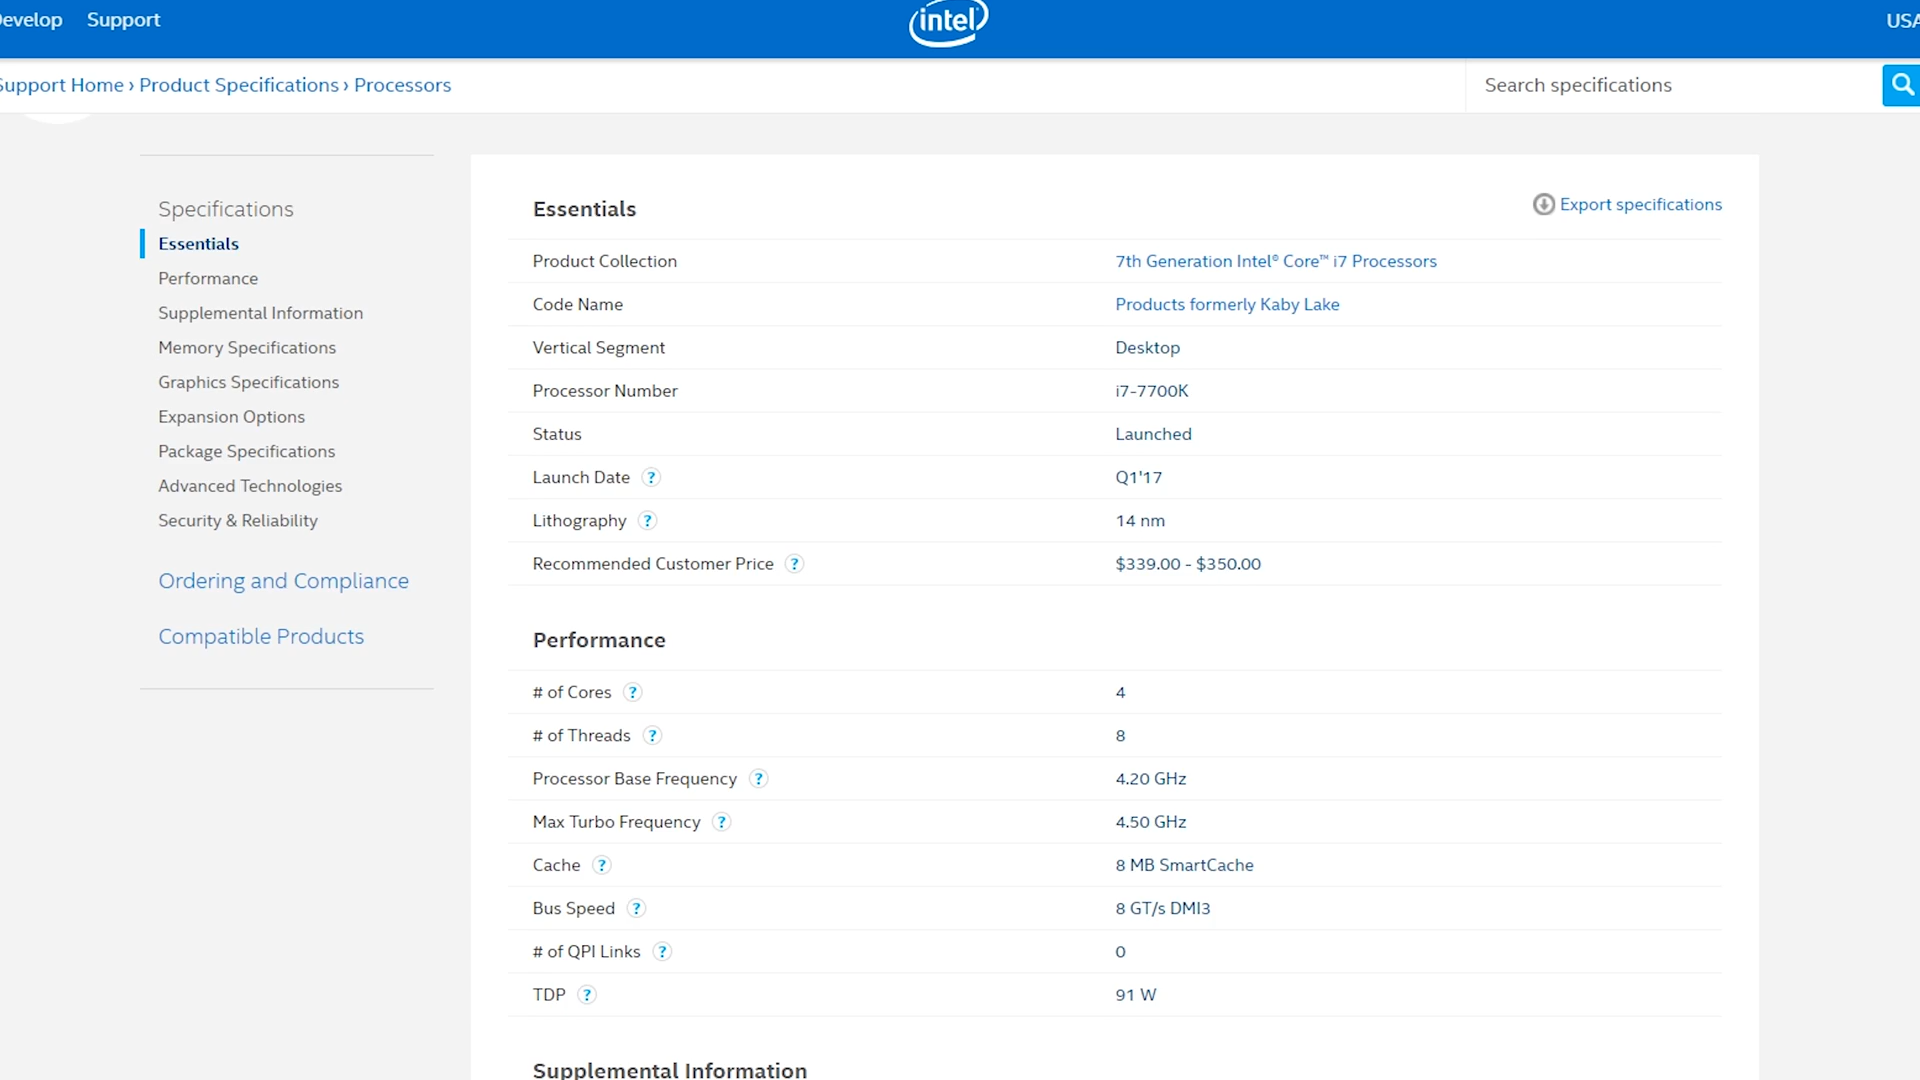 Develop Support intel USA
Support Home › Product Specifications › Processors Search specifications
Specifications
Essentials
Performance
Supplemental Information
Memory Specifications
Graphics Specifications
Expansion Options
Package Specifications
Advanced Technologies
Security & Reliability
Ordering and Compliance
Compatible Products
Essentials Export specifications
Product Collection 7th Generation Intel® Core™ i7 Processors
Code Name Products formerly Kaby Lake
Vertical Segment Desktop
Processor Number i7-7700K
Status Launched
Launch Date ? Q1'17
Lithography ? 14 nm
Recommended Customer Price ? $339.00 - $350.00
Performance
# of Cores ? 4
# of Threads ? 8
Processor Base Frequency ? 4.20 GHz
Max Turbo Frequency ? 4.50 GHz
Cache ? 8 MB SmartCache
Bus Speed ? 8 GT/s DMI3
# of QPI Links ? 0
TDP ? 91 W
Supplemental Information